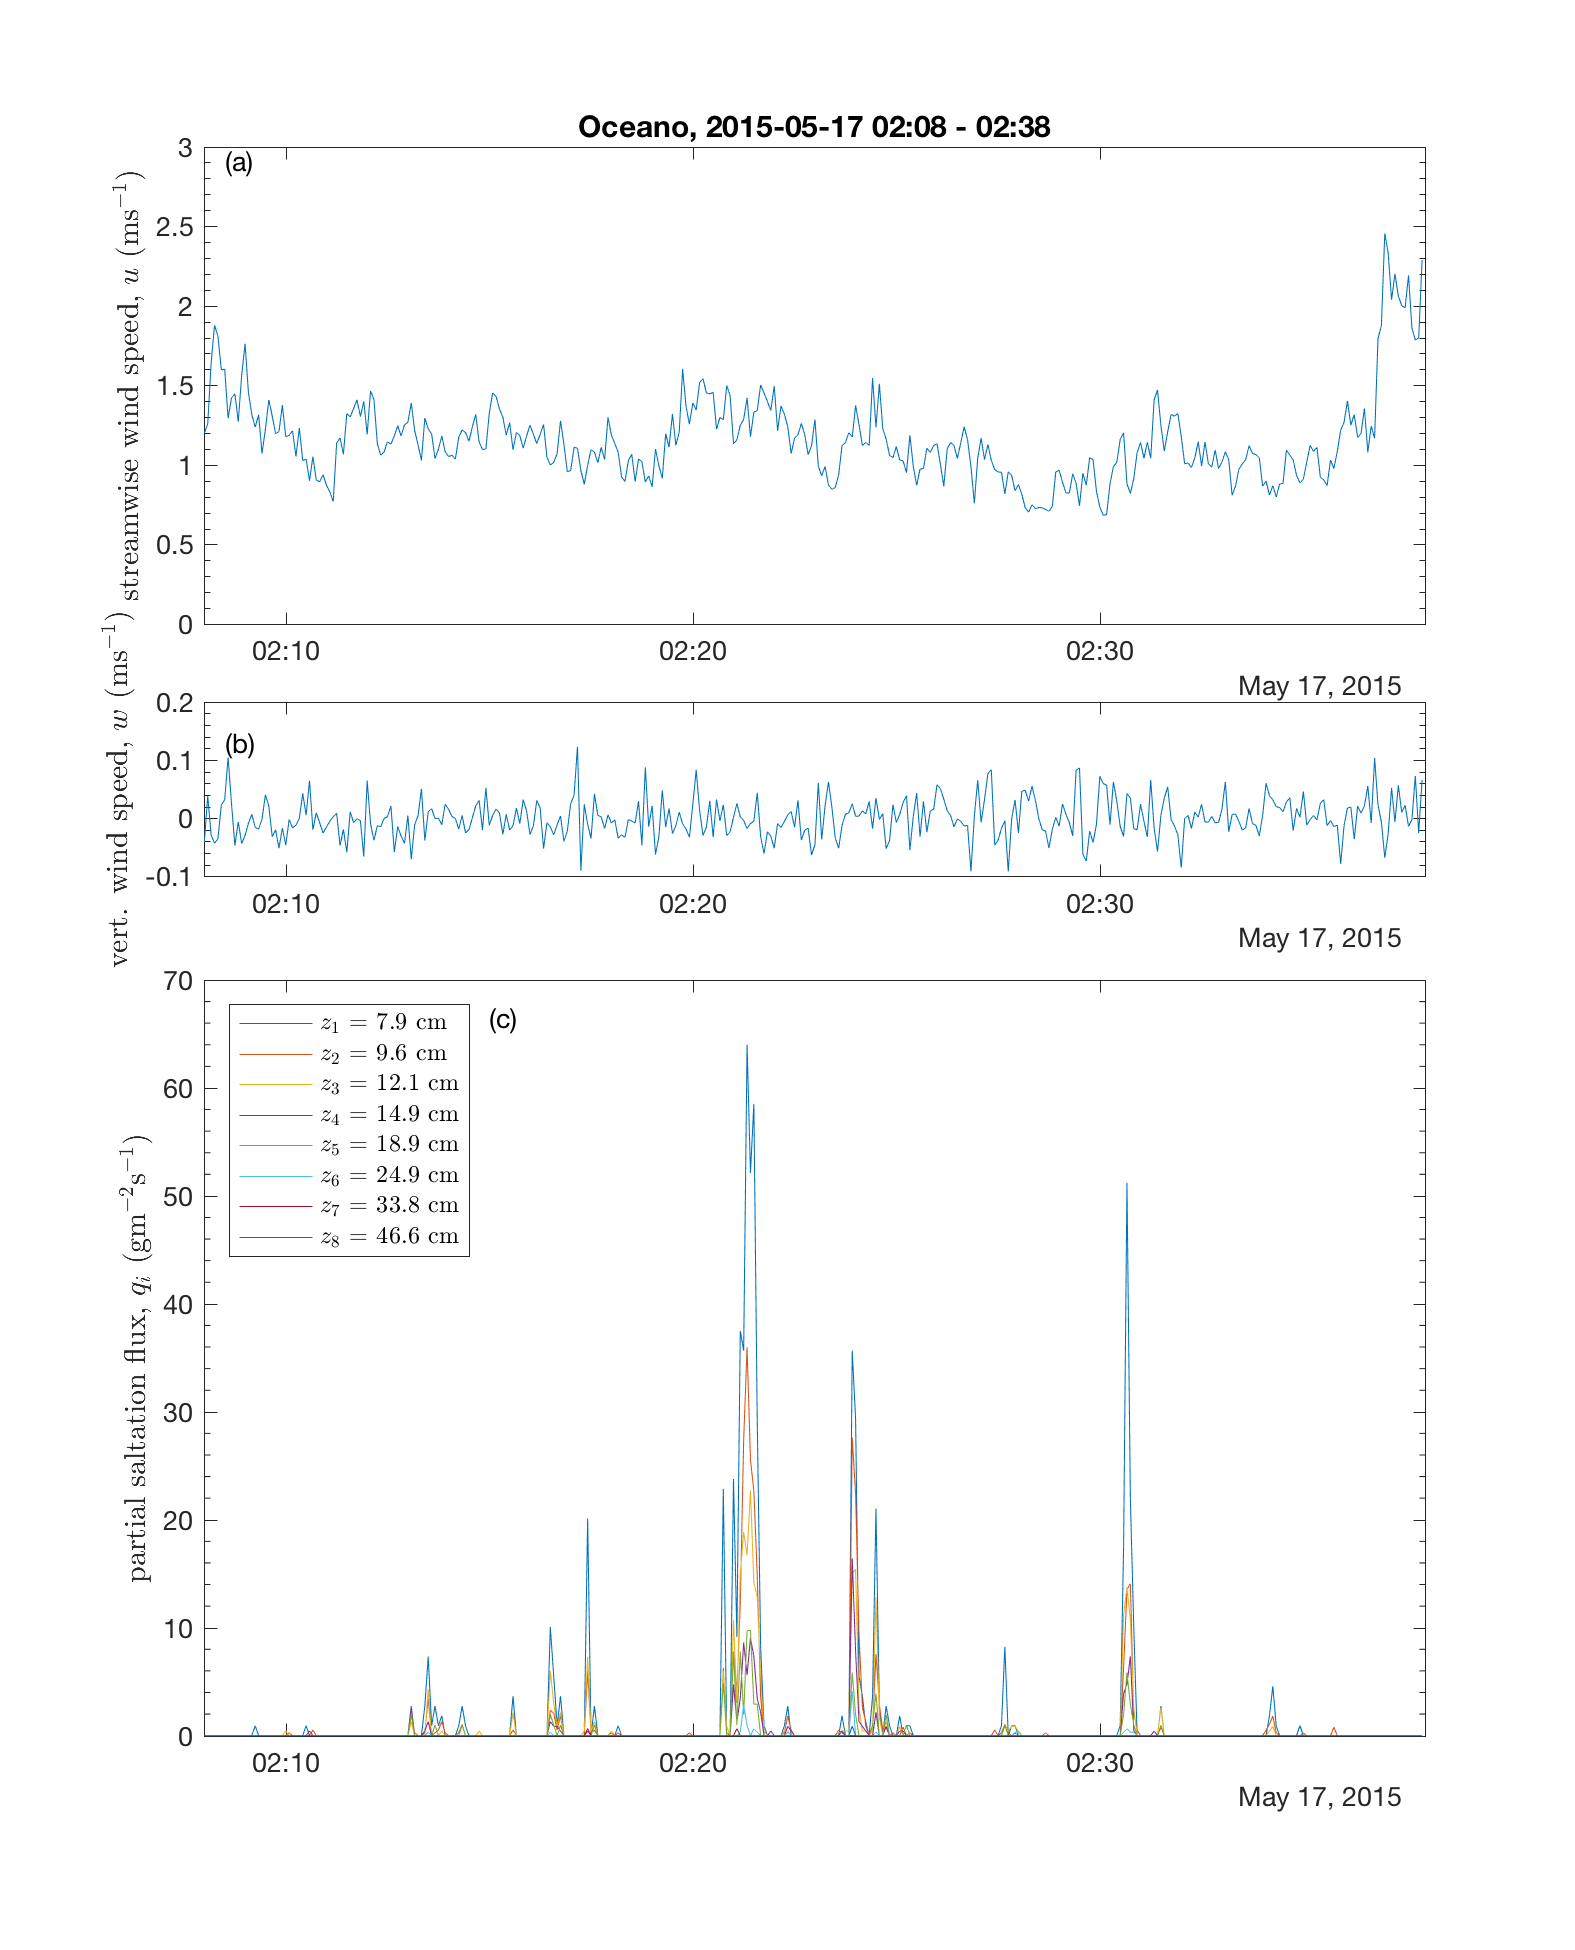 Oceano, 2015-05-17 02:08 - 02:38
(a)
streamwise wind speed, u (ms⁻¹)
3
2.5
2
1.5
1
0.5
0
02:10 02:20 02:30
May 17, 2015
(b)
vert. wind speed, w (ms⁻¹)
0.2
0.1
0
-0.1
02:10 02:20 02:30
May 17, 2015
(c)
partial saltation flux, qᵢ (gm⁻²s⁻¹)
70
60
50
40
30
20
10
0
z₁ = 7.9 cm
z₂ = 9.6 cm
z₃ = 12.1 cm
z₄ = 14.9 cm
z₅ = 18.9 cm
z₆ = 24.9 cm
z₇ = 33.8 cm
z₈ = 46.6 cm
02:10 02:20 02:30
May 17, 2015